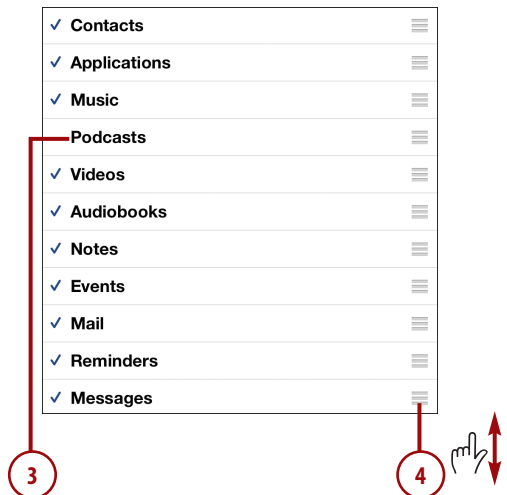 Contacts
Applications
Music
Podcasts
Videos
Audiobooks
Notes
Events
Mail
Reminders
Messages
3
4